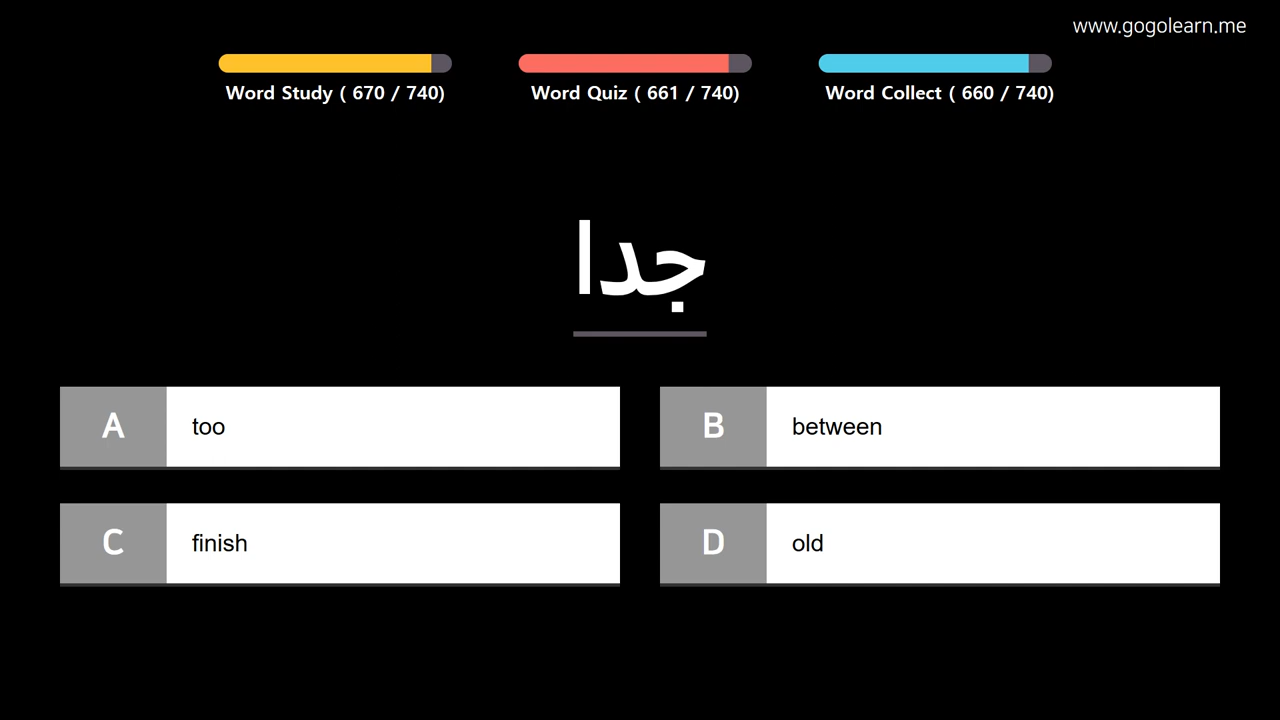 www.gogolearn.me
Word Study ( 670 / 740)
Word Quiz ( 661 / 740)
Word Collect ( 660 / 740)
جدا
A too
B between
C finish
D old